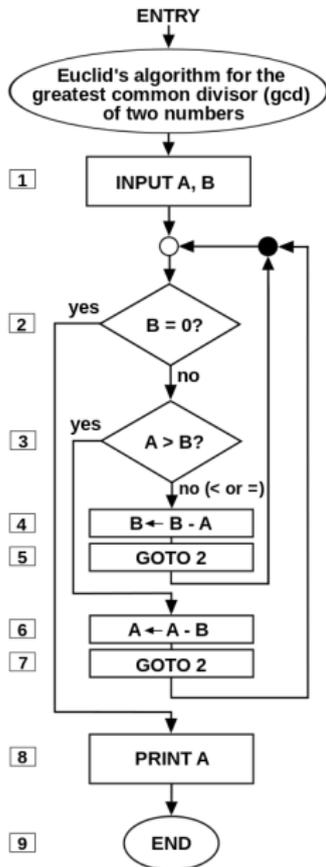 ENTRY
Euclid's algorithm for the
greatest common divisor (gcd)
of two numbers
1
INPUT A, B
2
yes
B = 0?
no
3
yes
A > B?
no (< or =)
4
B ← B - A
5
GOTO 2
6
A ← A - B
7
GOTO 2
8
PRINT A
9
END